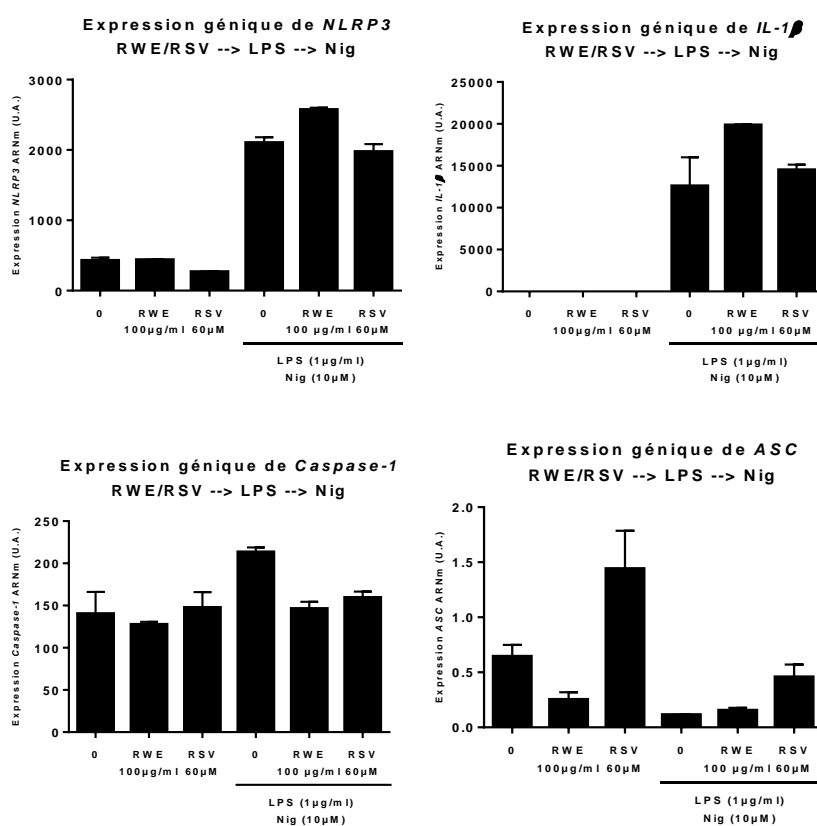 Expression génique de NLRP3
RWE/RSV --> LPS --> Nig
Expression NLRP3 ARNm (U.A.)
3000
2000
1000
0
0 RWE RSV 0 RWE RSV
100µg/ml 60µM 100 µg/ml 60µM
LPS (1µg/ml)
Nig (10µM)
Expression génique de IL-1β
RWE/RSV --> LPS --> Nig
Expression IL-1β ARNm (U.A.)
25000
20000
15000
10000
5000
0
0 RWE RSV 0 RWE RSV
100µg/ml 60µM 100 µg/ml 60µM
LPS (1µg/ml)
Nig (10µM)
Expression génique de Caspase-1
RWE/RSV --> LPS --> Nig
Expression Caspase-1 ARNm (U.A.)
250
200
150
100
50
0
0 RWE RSV 0 RWE RSV
100µg/ml 60µM 100 µg/ml 60µM
LPS (1µg/ml)
Nig (10µM)
Expression génique de ASC
RWE/RSV --> LPS --> Nig
Expression ASC ARNm (U.A.)
2.0
1.5
1.0
0.5
0.0
0 RWE RSV 0 RWE RSV
100µg/ml 60µM 100 µg/ml 60µM
LPS (1µg/ml)
Nig (10µM)